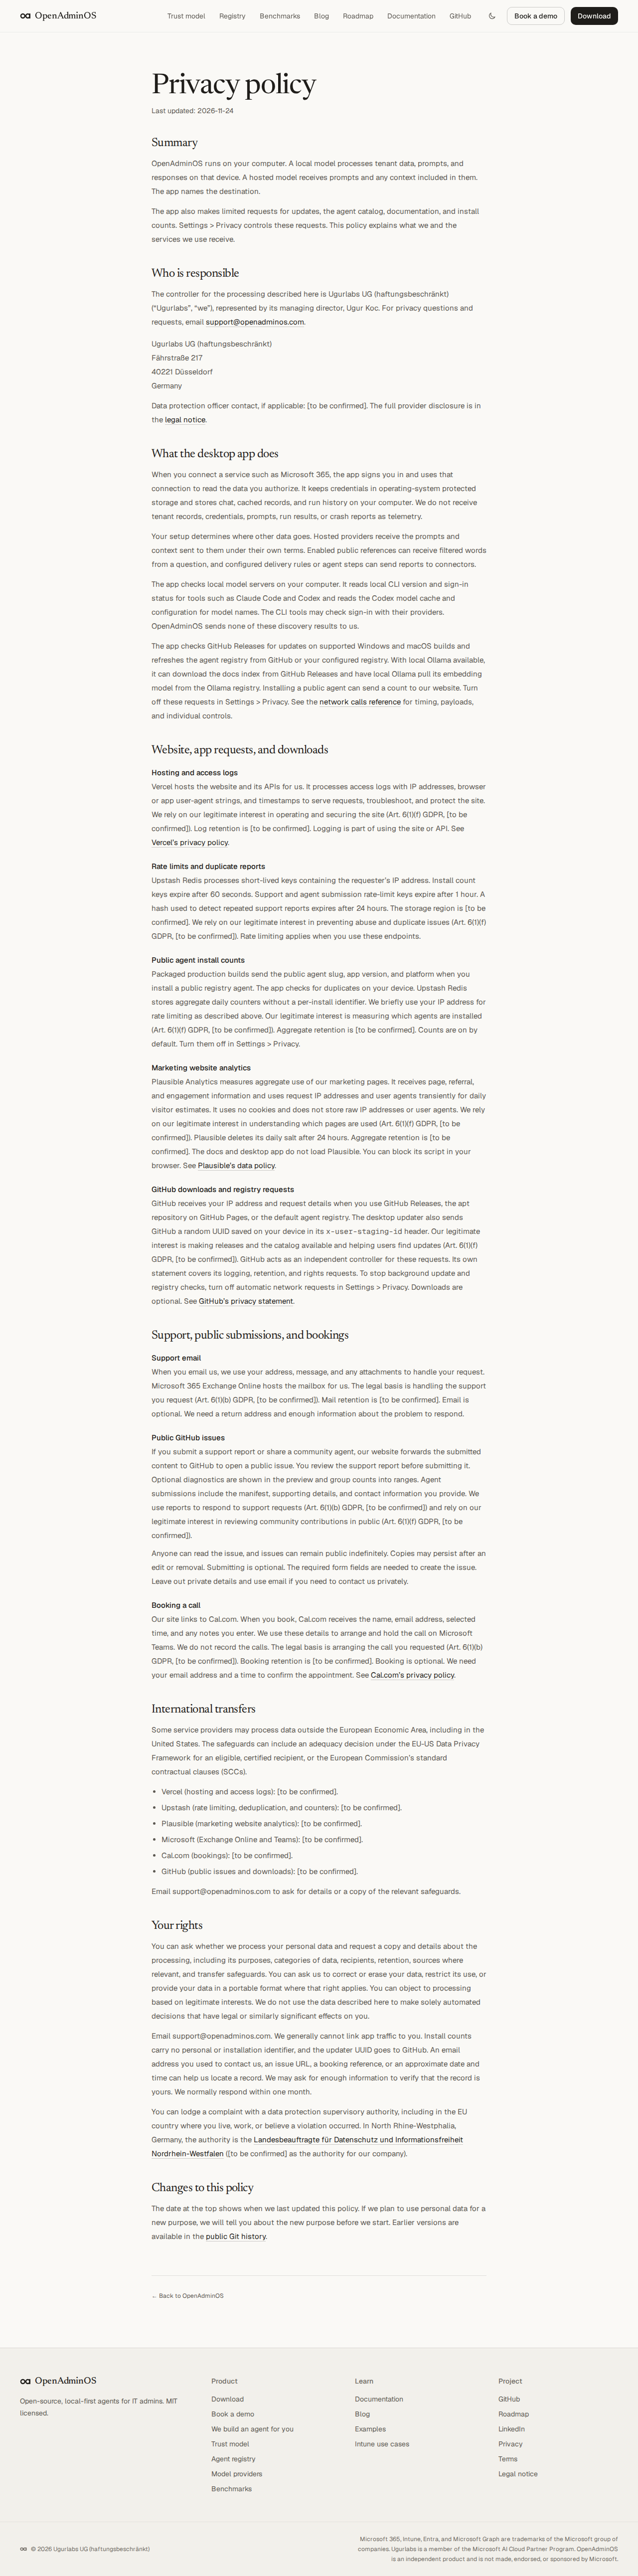 OpenAdminOS
Trust model Registry Benchmarks Blog Roadmap Documentation GitHub Book a demo Download
Privacy policy
Last updated: 2026-11-24
Summary
OpenAdminOS runs on your computer. A local model processes tenant data, prompts, and
responses on that device. A hosted model receives prompts and any context included in them.
The app names the destination.
The app also makes limited requests for updates, the agent catalog, documentation, and install
counts. Settings > Privacy controls these requests. This policy explains what we and the
services we use receive.
Who is responsible
The controller for the processing described here is Ugurlabs UG (haftungsbeschränkt)
("Ugurlabs", "we"), represented by its managing director, Ugur Koc. For privacy questions and
requests, email support@openadminos.com.
Ugurlabs UG (haftungsbeschränkt)
Fährstraße 217
40221 Düsseldorf
Germany
Data protection officer contact, if applicable: [to be confirmed]. The full provider disclosure is in
the legal notice.
What the desktop app does
When you connect a service such as Microsoft 365, the app signs you in and uses that
connection to read the data you authorize. It keeps credentials in operating-system protected
storage and stores chat, cached records, and run history on your computer. We do not receive
tenant records, credentials, prompts, run results, or crash reports as telemetry.
Your setup determines where other data goes. Hosted providers receive the prompts and
context sent to them under their own terms. Enabled public references can receive filtered words
from a question, and configured delivery rules or agent steps can send reports to connectors.
The app checks local model servers on your computer. It reads local CLI version and sign-in
status for tools such as Claude Code and Codex and reads the Codex model cache and
configuration for model names. The CLI tools may check sign-in with their providers.
OpenAdminOS sends none of these discovery results to us.
The app checks GitHub Releases for updates on supported Windows and macOS builds and
refreshes the agent registry from GitHub or your configured registry. With local Ollama available,
it can download the docs index from GitHub Releases and have local Ollama pull its embedding
model from the Ollama registry. Installing a public agent can send a count to our website. Turn
off these requests in Settings > Privacy. See the network calls reference for timing, payloads,
and individual controls.
Website, app requests, and downloads
Hosting and access logs
Vercel hosts the website and its APIs for us. It processes access logs with IP addresses, browser
or app user-agent strings, and timestamps to serve requests, troubleshoot, and protect the site.
We rely on our legitimate interest in operating and securing the site (Art. 6(1)(f) GDPR, [to be
confirmed]). Log retention is [to be confirmed]. Logging is part of using the site or API. See
Vercel's privacy policy.
Rate limits and duplicate reports
Upstash Redis processes short-lived keys containing the requester's IP address. Install count
keys expire after 60 seconds. Support and agent submission rate-limit keys expire after 1 hour. A
hash used to detect repeated support reports expires after 24 hours. The storage region is [to be
confirmed]. We rely on our legitimate interest in preventing abuse and duplicate issues (Art. 6(1)(f)
GDPR, [to be confirmed]). Rate limiting applies when you use these endpoints.
Public agent install counts
Packaged production builds send the public agent slug, app version, and platform when you
install a public registry agent. The app checks for duplicates on your device. Upstash Redis
stores aggregate daily counters without a per-install identifier. We briefly use your IP address for
rate limiting as described above. Our legitimate interest is measuring which agents are installed
(Art. 6(1)(f) GDPR, [to be confirmed]). Aggregate retention is [to be confirmed]. Counts are on by
default. Turn them off in Settings > Privacy.
Marketing website analytics
Plausible Analytics measures aggregate use of our marketing pages. It receives page, referral,
and engagement information and uses request IP addresses and user agents transiently for daily
visitor estimates. It uses no cookies and does not store raw IP addresses or user agents. We rely
on our legitimate interest in understanding which pages are used (Art. 6(1)(f) GDPR, [to be
confirmed]). Plausible deletes its daily salt after 24 hours. Aggregate retention is [to be
confirmed]. The docs and desktop app do not load Plausible. You can block its script in your
browser. See Plausible's data policy.
GitHub downloads and registry requests
GitHub receives your IP address and request details when you use GitHub Releases, the apt
repository on GitHub Pages, or the default agent registry. The desktop updater also sends
GitHub a random UUID saved on your device in its x-user-staging-id header. Our legitimate
interest is making releases and the catalog available and helping users find updates (Art. 6(1)(f)
GDPR, [to be confirmed]). GitHub acts as an independent controller for these requests. Its own
statement covers its logging, retention, and rights requests. To stop background update and
registry checks, turn off automatic network requests in Settings > Privacy. Downloads are
optional. See GitHub's privacy statement.
Support, public submissions, and bookings
Support email
When you email us, we use your address, message, and any attachments to handle your request.
Microsoft 365 Exchange Online hosts the mailbox for us. The legal basis is handling the support
you request (Art. 6(1)(b) GDPR, [to be confirmed]). Mail retention is [to be confirmed]. Email is
optional. We need a return address and enough information about the problem to respond.
Public GitHub issues
If you submit a support report or share a community agent, our website forwards the submitted
content to GitHub to open a public issue. You review the support report before submitting it.
Optional diagnostics are shown in the preview and group counts into ranges. Agent
submissions include the manifest, supporting details, and contact information you provide. We
use reports to respond to support requests (Art. 6(1)(b) GDPR, [to be confirmed]) and rely on our
legitimate interest in reviewing community contributions in public (Art. 6(1)(f) GDPR, [to be
confirmed]).
Anyone can read the issue, and issues can remain public indefinitely. Copies may persist after an
edit or removal. Submitting is optional. The required form fields are needed to create the issue.
Leave out private details and use email if you need to contact us privately.
Booking a call
Our site links to Cal.com. When you book, Cal.com receives the name, email address, selected
time, and any notes you enter. We use these details to arrange and hold the call on Microsoft
Teams. We do not record the calls. The legal basis is arranging the call you requested (Art. 6(1)(b)
GDPR, [to be confirmed]). Booking retention is [to be confirmed]. Booking is optional. We need
your email address and a time to confirm the appointment. See Cal.com's privacy policy.
International transfers
Some service providers may process data outside the European Economic Area, including in the
United States. The safeguards can include an adequacy decision under the EU-US Data Privacy
Framework for an eligible, certified recipient, or the European Commission's standard
contractual clauses (SCCs).
• Vercel (hosting and access logs): [to be confirmed].
• Upstash (rate limiting, deduplication, and counters): [to be confirmed].
• Plausible (marketing website analytics): [to be confirmed].
• Microsoft (Exchange Online and Teams): [to be confirmed].
• Cal.com (bookings): [to be confirmed].
• GitHub (public issues and downloads): [to be confirmed].
Email support@openadminos.com to ask for details or a copy of the relevant safeguards.
Your rights
You can ask whether we process your personal data and request a copy and details about the
processing, including its purposes, categories of data, recipients, retention, sources where
relevant, and transfer safeguards. You can ask us to correct or erase your data, restrict its use, or
provide your data in a portable format where that right applies. You can object to processing
based on legitimate interests. We do not use the data described here to make solely automated
decisions that have legal or similarly significant effects on you.
Email support@openadminos.com. We generally cannot link app traffic to you. Install counts
carry no personal or installation identifier, and the updater UUID goes to GitHub. An email
address you used to contact us, an issue URL, a booking reference, or an approximate date and
time can help us locate a record. We may ask for enough information to verify that the record is
yours. We normally respond within one month.
You can lodge a complaint with a data protection supervisory authority, including in the EU
country where you live, work, or believe a violation occurred. In North Rhine-Westphalia,
Germany, the authority is the Landesbeauftragte für Datenschutz und Informationsfreiheit
Nordrhein-Westfalen ([to be confirmed] as the authority for our company).
Changes to this policy
The date at the top shows when we last updated this policy. If we plan to use personal data for a
new purpose, we will tell you about the new purpose before we start. Earlier versions are
available in the public Git history.
← Back to OpenAdminOS
OpenAdminOS
Open-source, local-first agents for IT admins. MIT
licensed.
Product
Download
Book a demo
We build an agent for you
Trust model
Agent registry
Model providers
Benchmarks
Learn
Documentation
Blog
Examples
Intune use cases
Project
GitHub
Roadmap
LinkedIn
Privacy
Terms
Legal notice
© 2026 Ugurlabs UG (haftungsbeschränkt)
Microsoft 365, Intune, Entra, and Microsoft Graph are trademarks of the Microsoft group of
companies. Ugurlabs is a member of the Microsoft AI Cloud Partner Program. OpenAdminOS
is an independent product and is not made, endorsed, or sponsored by Microsoft.